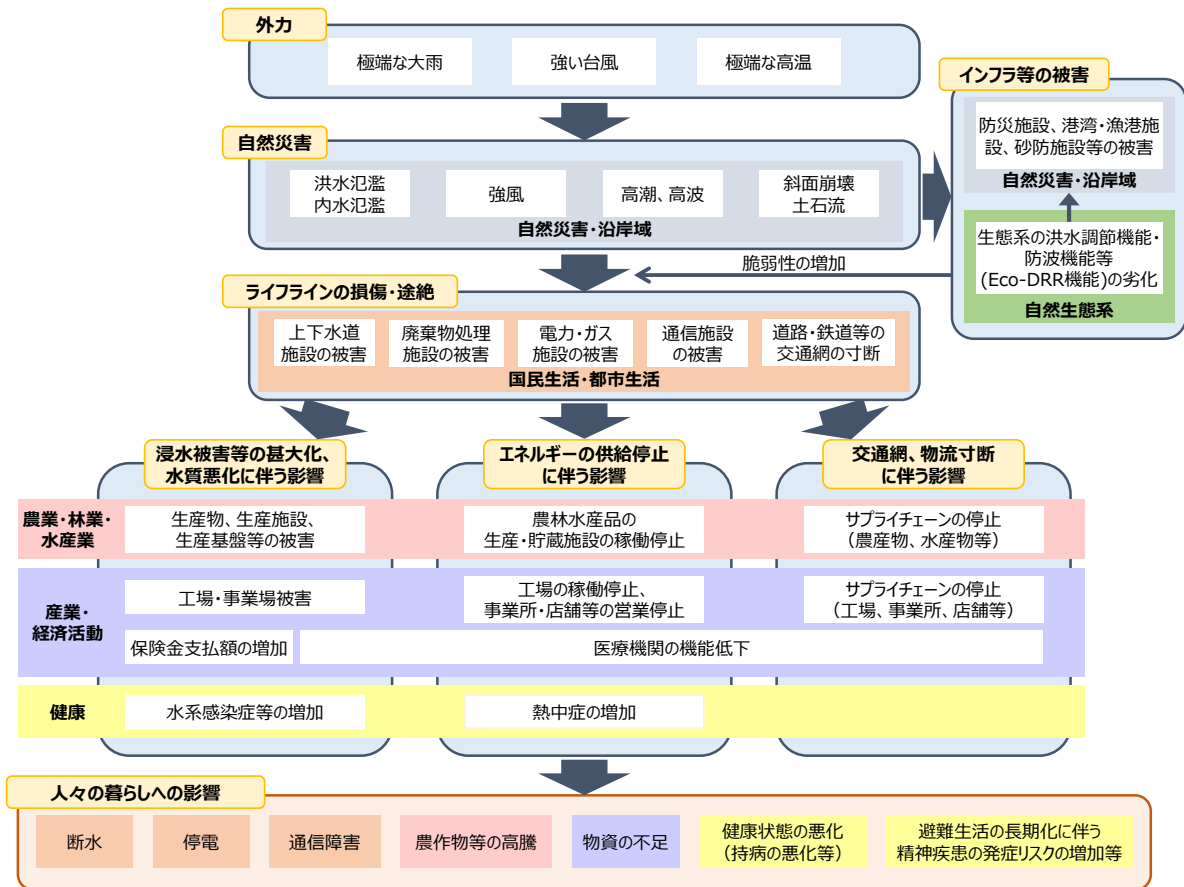 外力
極端な大雨
強い台風
極端な高温
インフラ等の被害
防災施設、港湾・漁港施
設、砂防施設等の被害
自然災害・沿岸域
生態系の洪水調節機能・
防波機能等
(Eco-DRR機能)の劣化
自然生態系
自然災害
洪水氾濫
内水氾濫
強風
高潮、高波
斜面崩壊
土石流
自然災害・沿岸域
脆弱性の増加
ライフラインの損傷・途絶
上下水道
施設の被害
廃棄物処理
施設の被害
電力・ガス
施設の被害
通信施設
の被害
道路・鉄道等の
交通網の寸断
国民生活・都市生活
浸水被害等の甚大化、
水質悪化に伴う影響
エネルギーの供給停止
に伴う影響
交通網、物流寸断
に伴う影響
農業・林業・
水産業
生産物、生産施設、
生産基盤等の被害
農林水産品の
生産・貯蔵施設の稼働停止
サプライチェーンの停止
(農産物、水産物等)
産業・
経済活動
工場・事業場被害
工場の稼働停止、
事業所・店舗等の営業停止
サプライチェーンの停止
(工場、事業所、店舗等)
保険金支払額の増加
医療機関の機能低下
健康
水系感染症等の増加
熱中症の増加
人々の暮らしへの影響
断水
停電
通信障害
農作物等の高騰
物資の不足
健康状態の悪化
(持病の悪化等)
避難生活の長期化に伴う
精神疾患の発症リスクの増加等